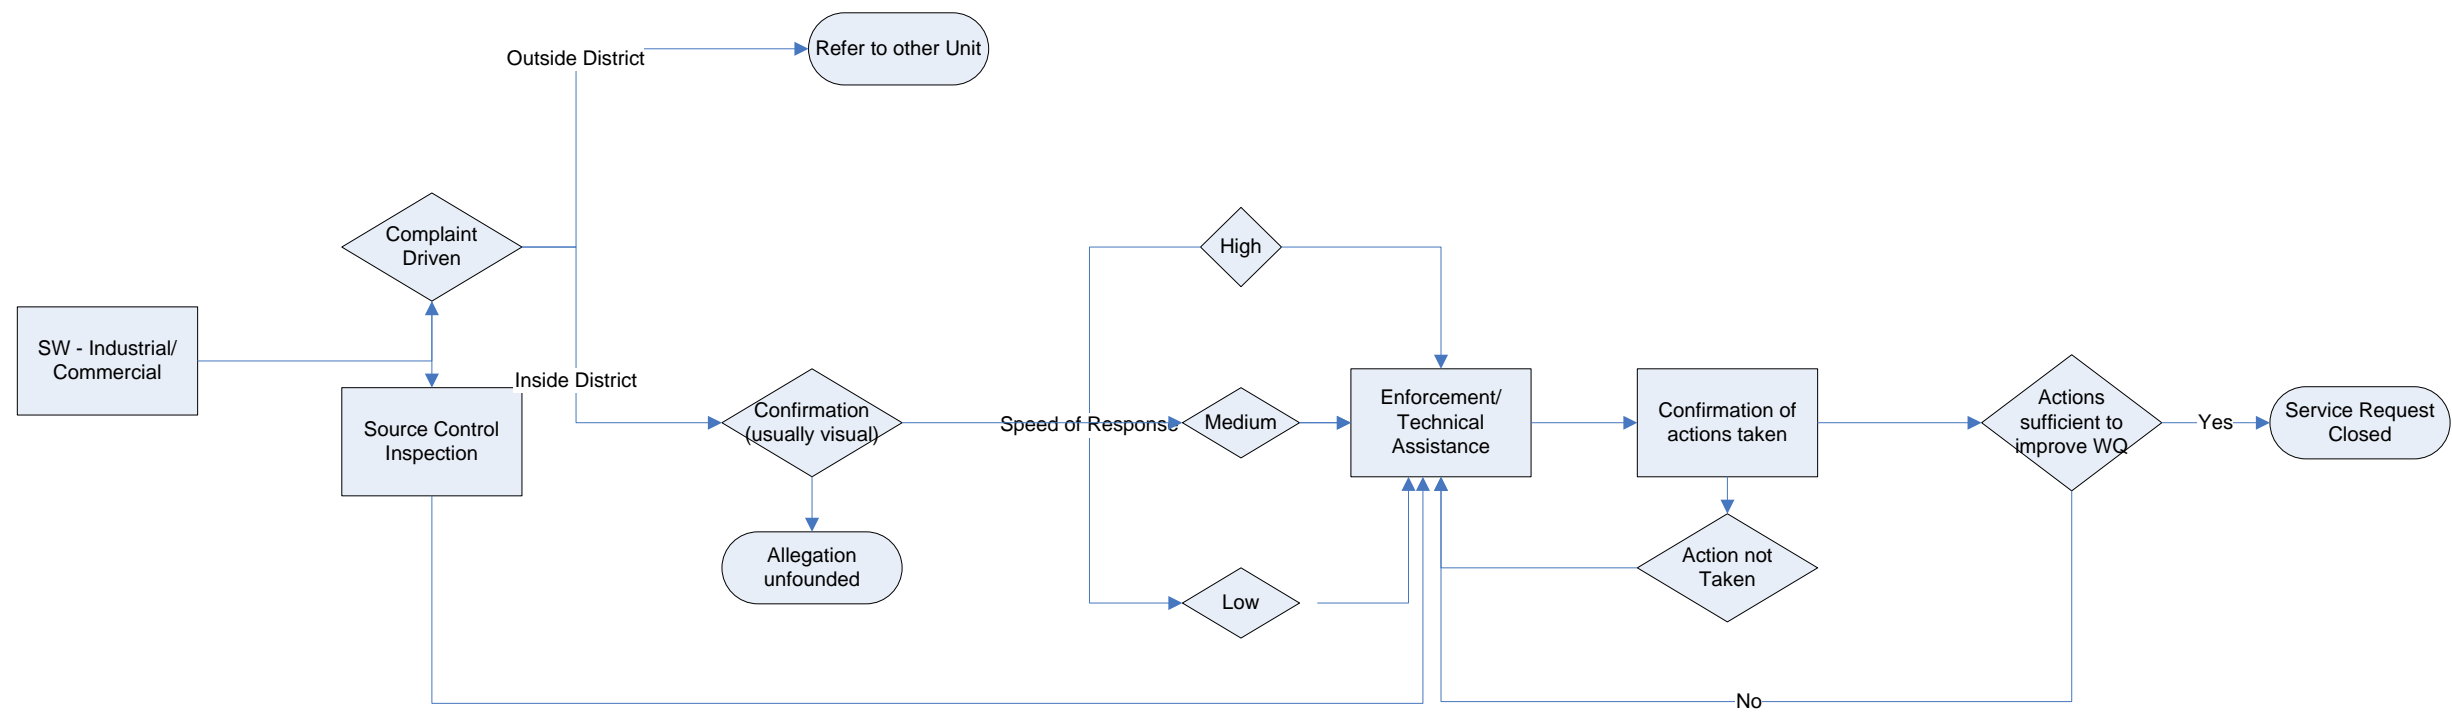 Refer to other Unit
Outside District
Complaint
Driven
High
SW - Industrial/
Commercial
Inside District
Source Control
Inspection
Confirmation
(usually visual)
Speed of Response
Medium
Enforcement/
Technical
Assistance
Confirmation of
actions taken
Actions
sufficient to
improve WQ
Yes
Service Request
Closed
Allegation
unfounded
Low
Action not
Taken
No